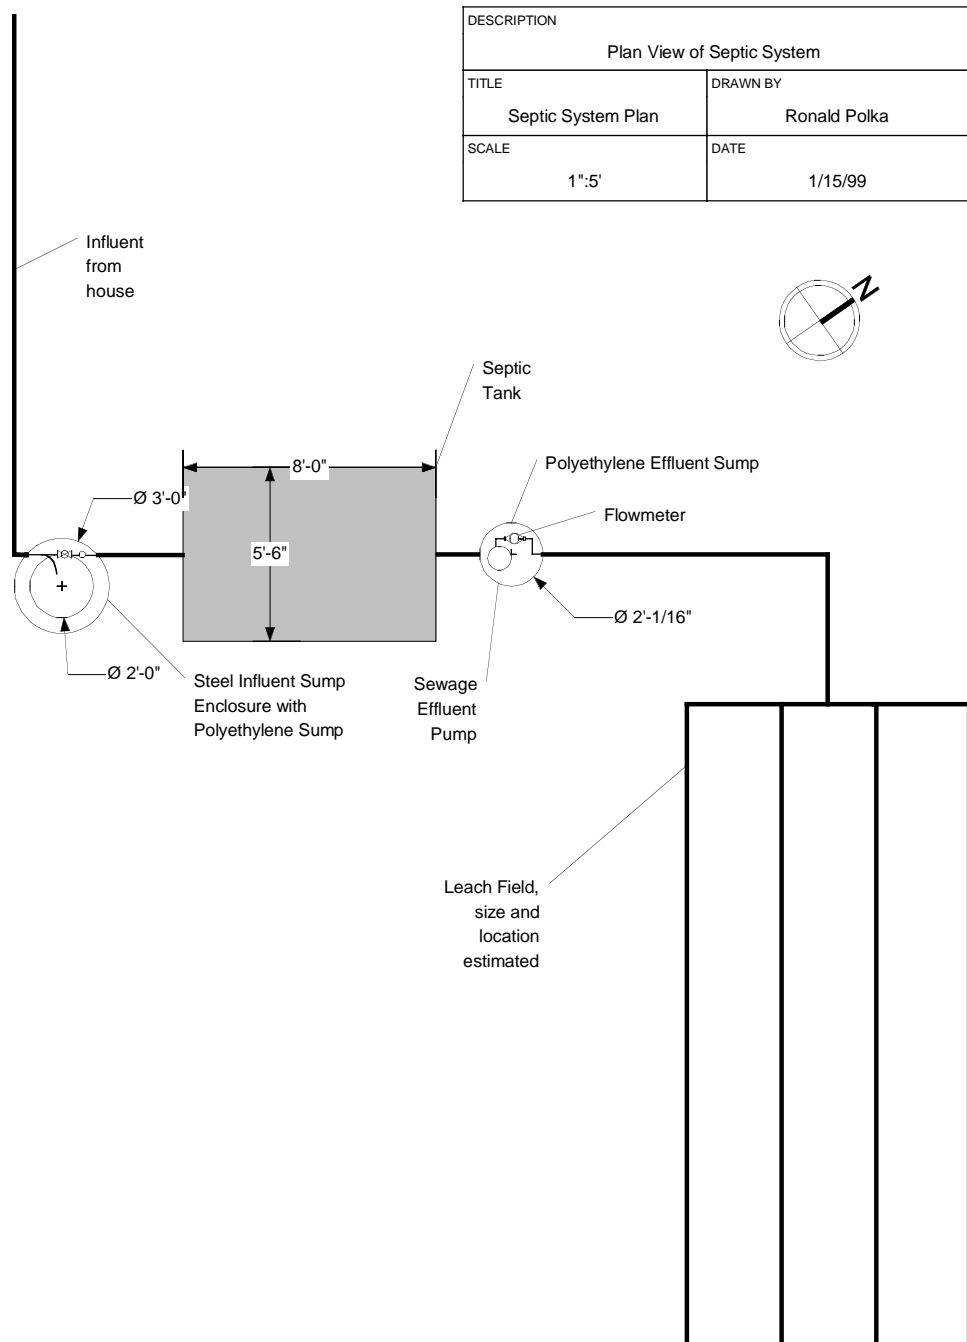 DESCRIPTION
Plan View of Septic System
TITLE
Septic System Plan
DRAWN BY
Ronald Polka
SCALE
1":5'
DATE
1/15/99
Influent
from
house
N
Septic
Tank
8'-0"
Polyethylene Effluent Sump
Ø 3'-0"
Flowmeter
5'-6"
Ø 2'-1/16"
Ø 2'-0"
Steel Influent Sump
Enclosure with
Polyethylene Sump
Sewage
Effluent
Pump
Leach Field,
size and
location
estimated